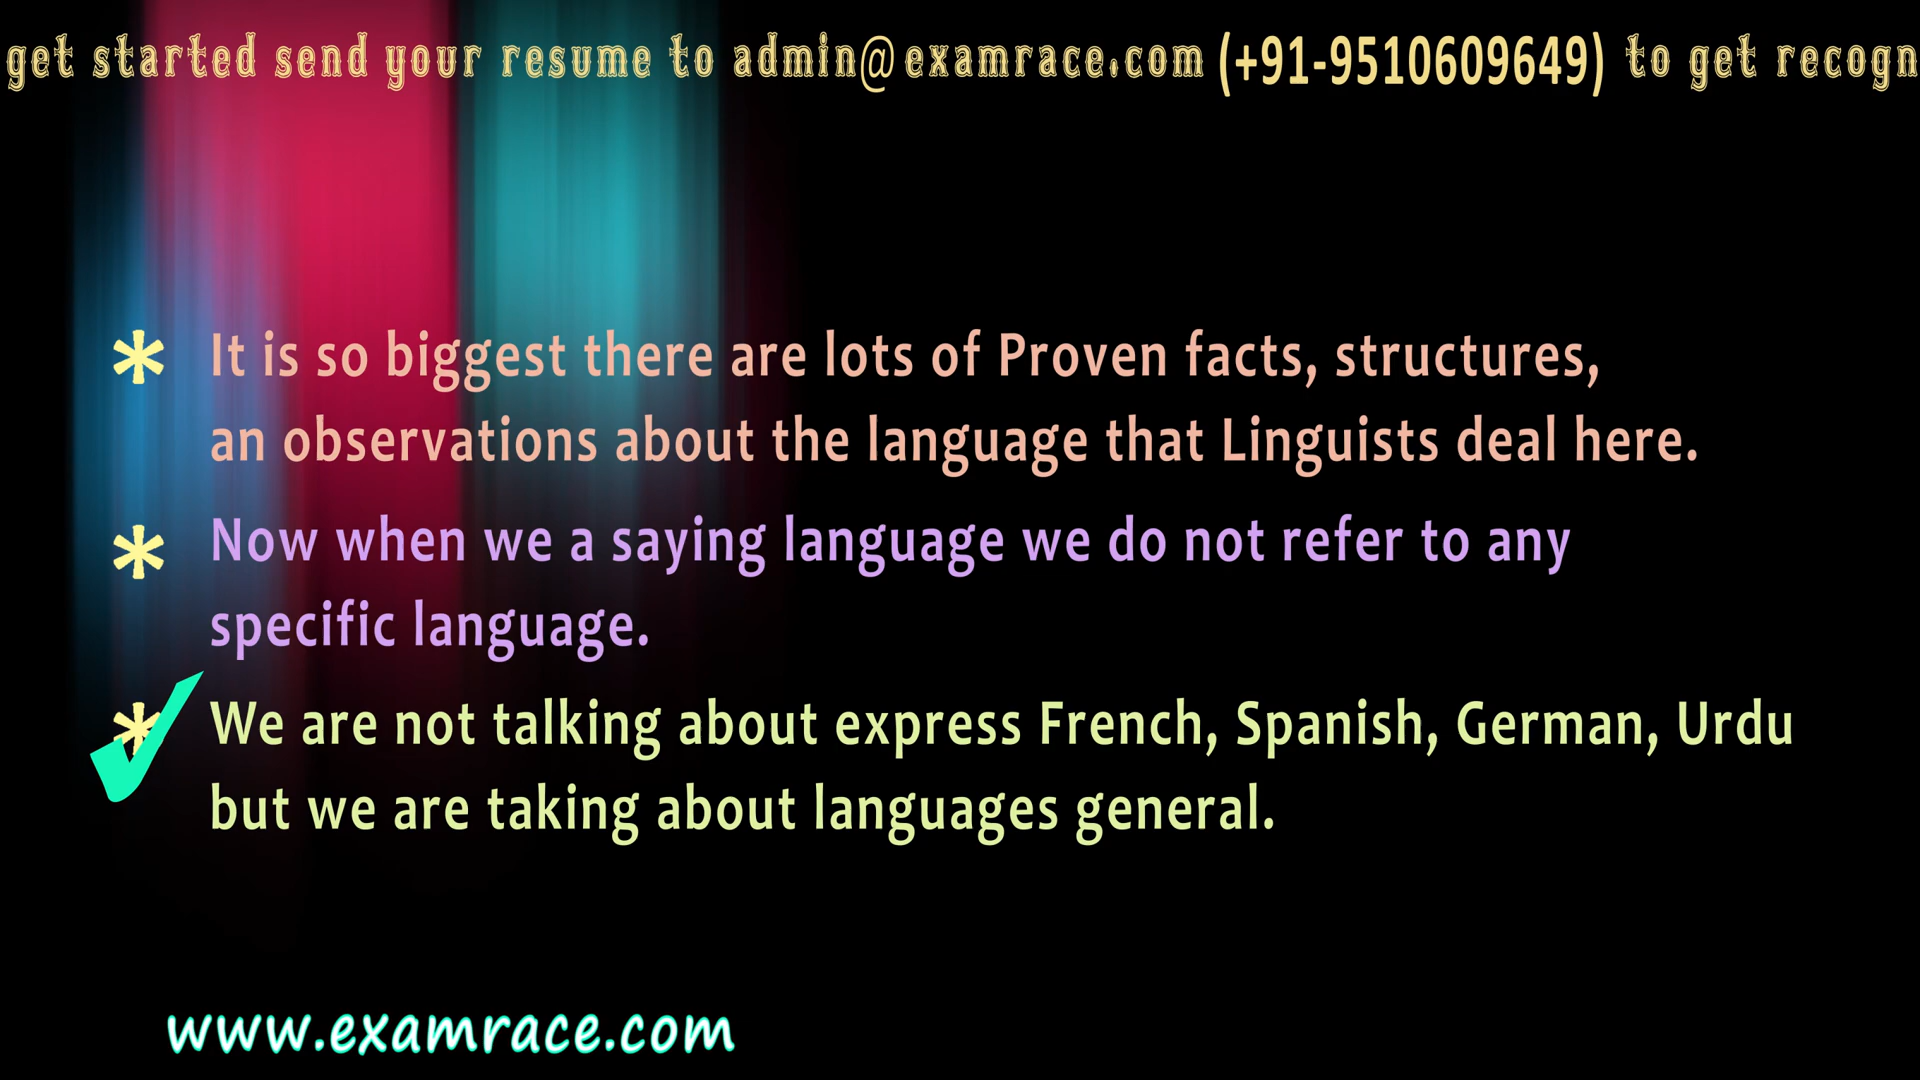 get started send your resume to admin@examrace.com (+91-9510609649) to get recogn
* It is so biggest there are lots of Proven facts, structures,
an observations about the language that Linguists deal here.
* Now when we a saying language we do not refer to any
specific language.
* We are not talking about express French, Spanish, German, Urdu
but we are taking about languages general.
www.examrace.com